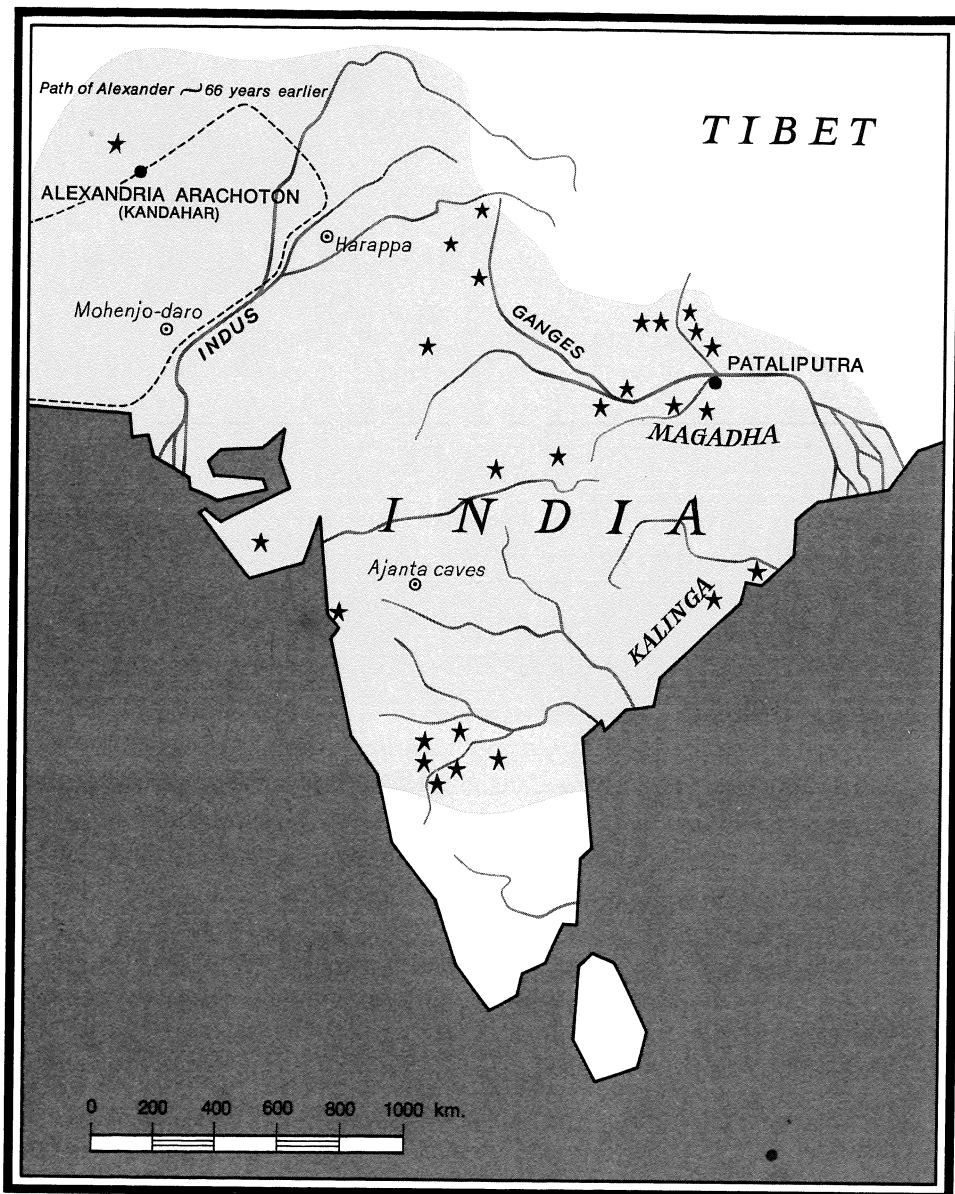 Path of Alexander ~ 66 years earlier
TIBET
ALEXANDRIA ARACHOTON
(KANDAHAR)
Harappa
Mohenjo-daro
INDUS
GANGES
PATALIPUTRA
MAGADHA
INDIA
Ajanta caves
KALINGA
0 200 400 600 800 1000 km.